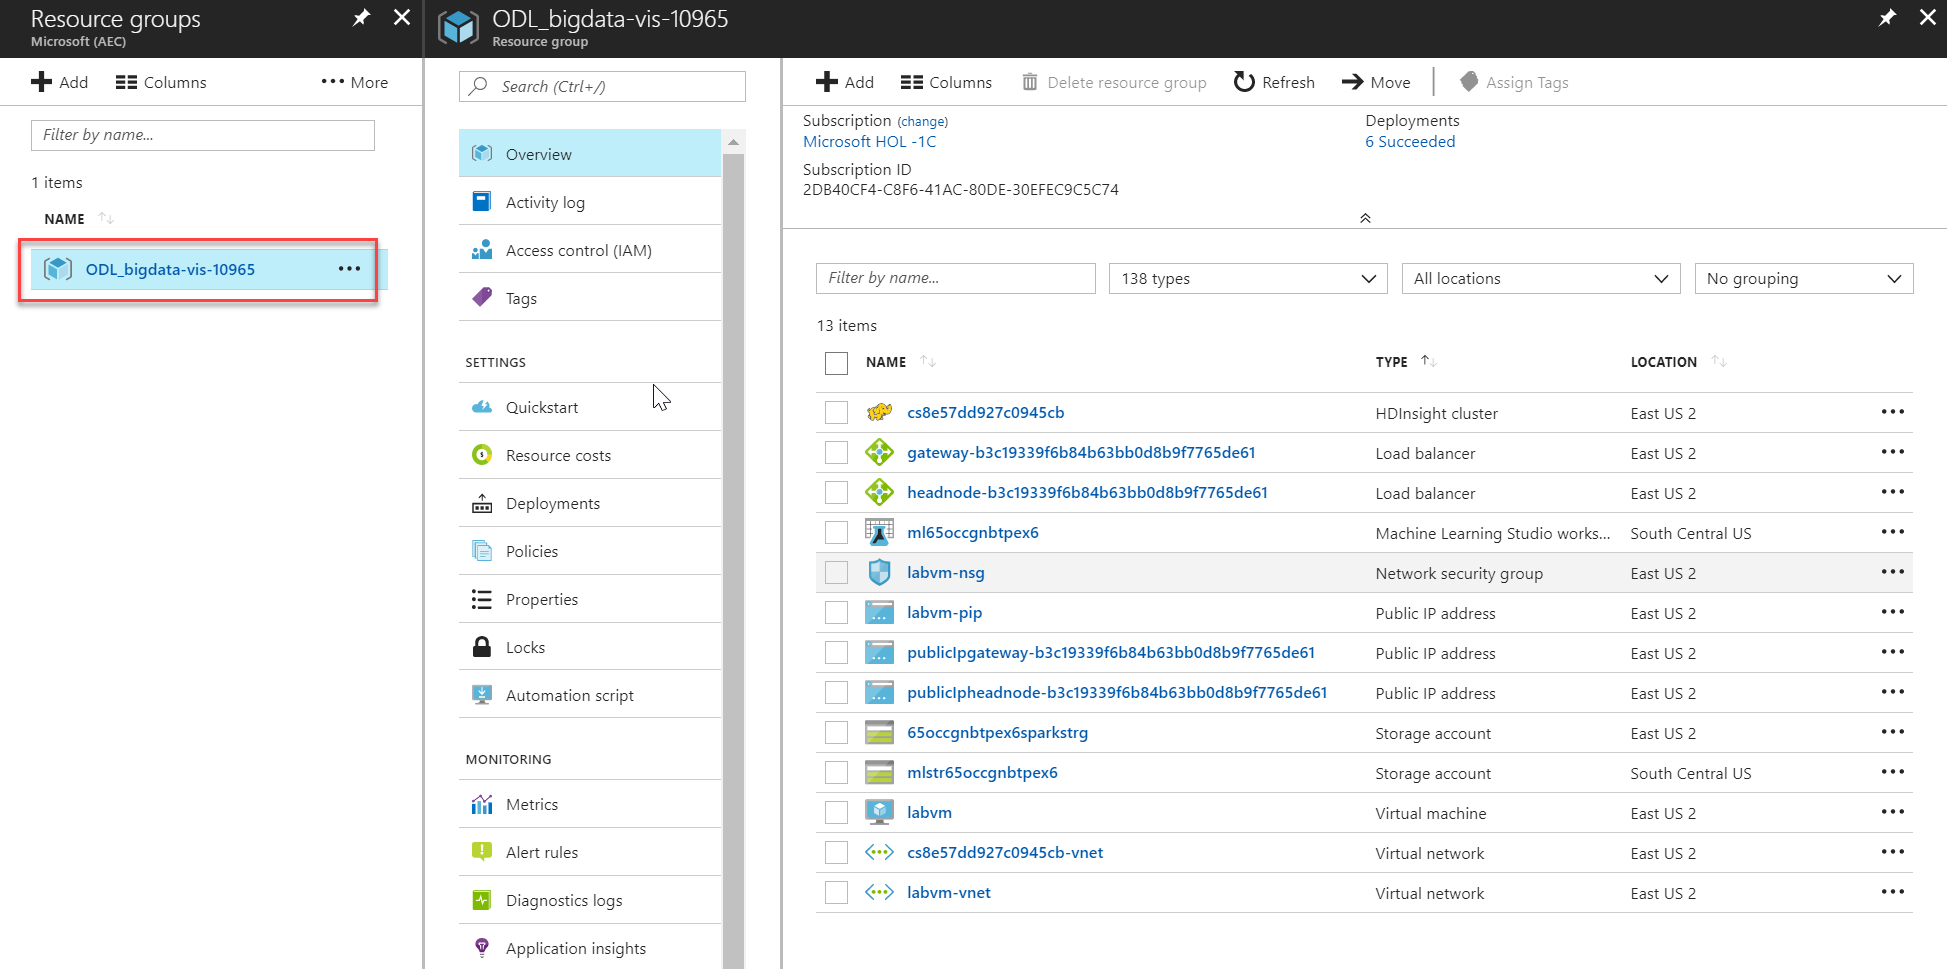 Resource groups
Microsoft (AEC)
Add
Columns
More
Filter by name...
1 items
NAME
ODL_bigdata-vis-10965
ODL_bigdata-vis-10965
Resource group
Search (Ctrl+/)
Overview
Activity log
Access control (IAM)
Tags
SETTINGS
Quickstart
Resource costs
Deployments
Policies
Properties
Locks
Automation script
MONITORING
Metrics
Alert rules
Diagnostics logs
Application insights
Add
Columns
Delete resource group
Refresh
Move
Assign Tags
Subscription (change)
Microsoft HOL -1C
Subscription ID
2DB40CF4-C8F6-41AC-80DE-30EFEC9C5C74
Deployments
6 Succeeded
Filter by name...
138 types
All locations
No grouping
13 items
NAME TYPE LOCATION
cs8e57dd927c0945cb HDInsight cluster East US 2
gateway-b3c19339f6b84b63bb0d8b9f7765de61 Load balancer East US 2
headnode-b3c19339f6b84b63bb0d8b9f7765de61 Load balancer East US 2
ml65occgnbtpex6 Machine Learning Studio works... South Central US
labvm-nsg Network security group East US 2
labvm-pip Public IP address East US 2
publicIpgateway-b3c19339f6b84b63bb0d8b9f7765de61 Public IP address East US 2
publicIpheadnode-b3c19339f6b84b63bb0d8b9f7765de61 Public IP address East US 2
65occgnbtpex6sparkstrg Storage account East US 2
mlstr65occgnbtpex6 Storage account South Central US
labvm Virtual machine East US 2
cs8e57dd927c0945cb-vnet Virtual network East US 2
labvm-vnet Virtual network East US 2